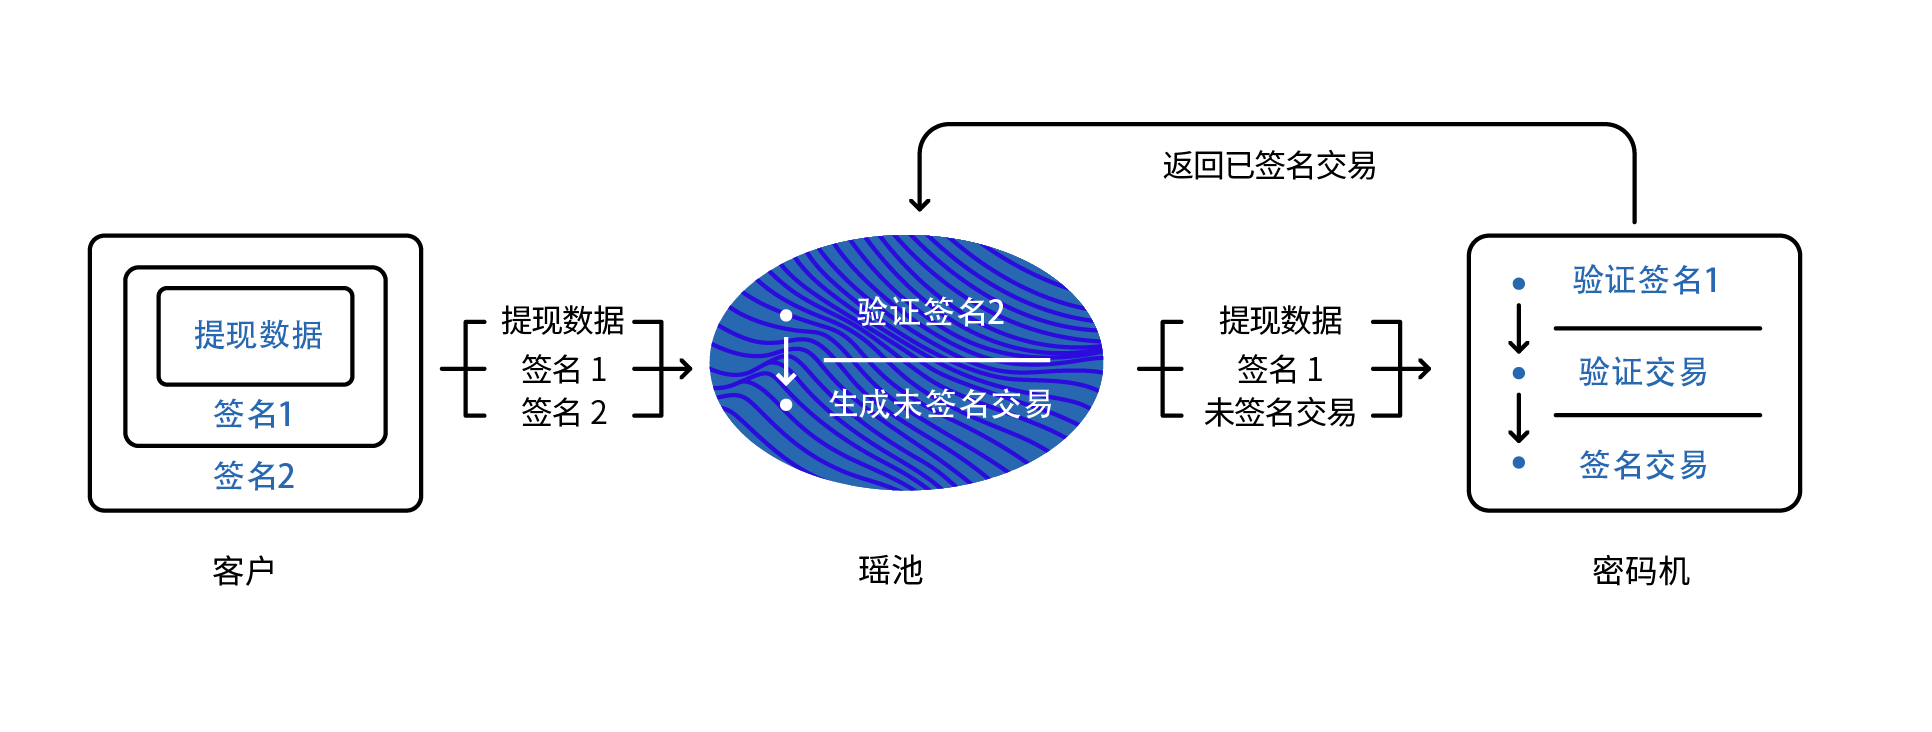 返回已签名交易
提现数据
签名1
签名2
客户
提现数据
签名 1
签名 2
验证签名2
生成未签名交易
瑶池
提现数据
签名 1
未签名交易
验证签名1
验证交易
签名交易
密码机